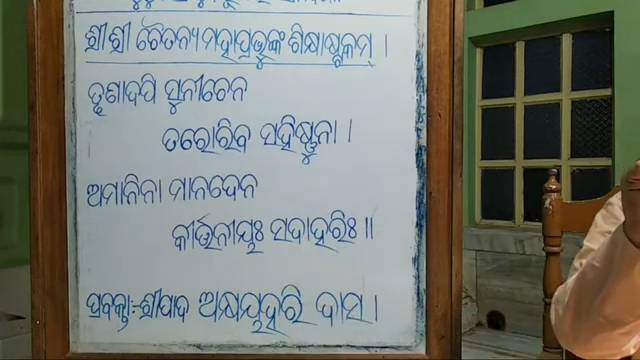 ଶ୍ରୀଶ୍ରୀ ଚୈତନ୍ୟ ମହାପ୍ରଭୁଙ୍କ ଶିକ୍ଷାଷ୍ଟକମ୍ ।
ତୃଣାଦପି ସୁନୀଚେନ
ତରୋରିବ ସହିଷ୍ଣୁନା ।
ଅମାନିନା ମାନଦେନ
କୀର୍ତ୍ତନୀୟଃ ସଦାହରିଃ ॥
ପ୍ରବକ୍ତା:- ଶ୍ରୀପାଦ ଅକ୍ଷୟହରି ଦାସ ।